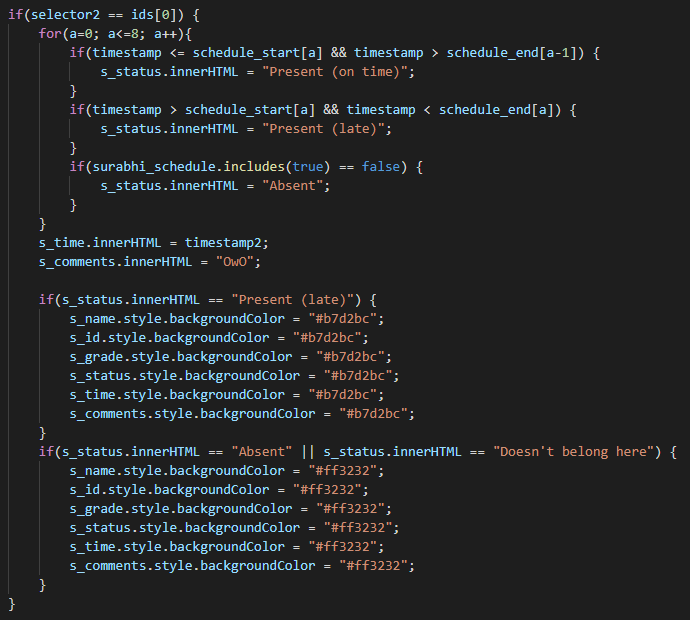 if(selector2 == ids[0]) {
for(a=0; a<=8; a++){
if(timestamp <= schedule_start[a] && timestamp > schedule_end[a-1]) {
s_status.innerHTML = "Present (on time)";
}
if(timestamp > schedule_start[a] && timestamp < schedule_end[a]) {
s_status.innerHTML = "Present (late)";
}
if(surabhi_schedule.includes(true) == false) {
s_status.innerHTML = "Absent";
}
}
s_time.innerHTML = timestamp2;
s_comments.innerHTML = "OwO";
if(s_status.innerHTML == "Present (late)") {
s_name.style.backgroundColor = "#b7d2bc";
s_id.style.backgroundColor = "#b7d2bc";
s_grade.style.backgroundColor = "#b7d2bc";
s_status.style.backgroundColor = "#b7d2bc";
s_time.style.backgroundColor = "#b7d2bc";
s_comments.style.backgroundColor = "#b7d2bc";
}
if(s_status.innerHTML == "Absent" || s_status.innerHTML == "Doesn't belong here") {
s_name.style.backgroundColor = "#ff3232";
s_id.style.backgroundColor = "#ff3232";
s_grade.style.backgroundColor = "#ff3232";
s_status.style.backgroundColor = "#ff3232";
s_time.style.backgroundColor = "#ff3232";
s_comments.style.backgroundColor = "#ff3232";
}
}